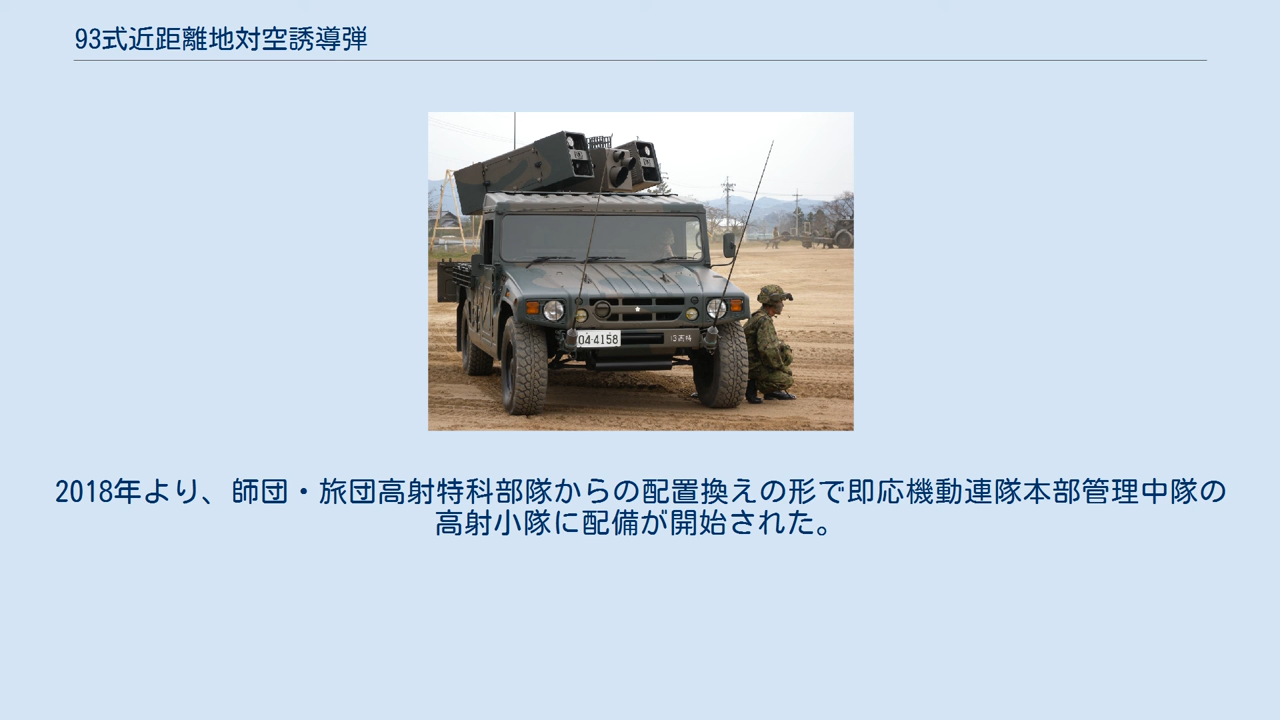 93式近距離地対空誘導弾
04-4158
2018年より、師団・旅団高射特科部隊からの配置換えの形で即応機動連隊本部管理中隊の
高射小隊に配備が開始された。